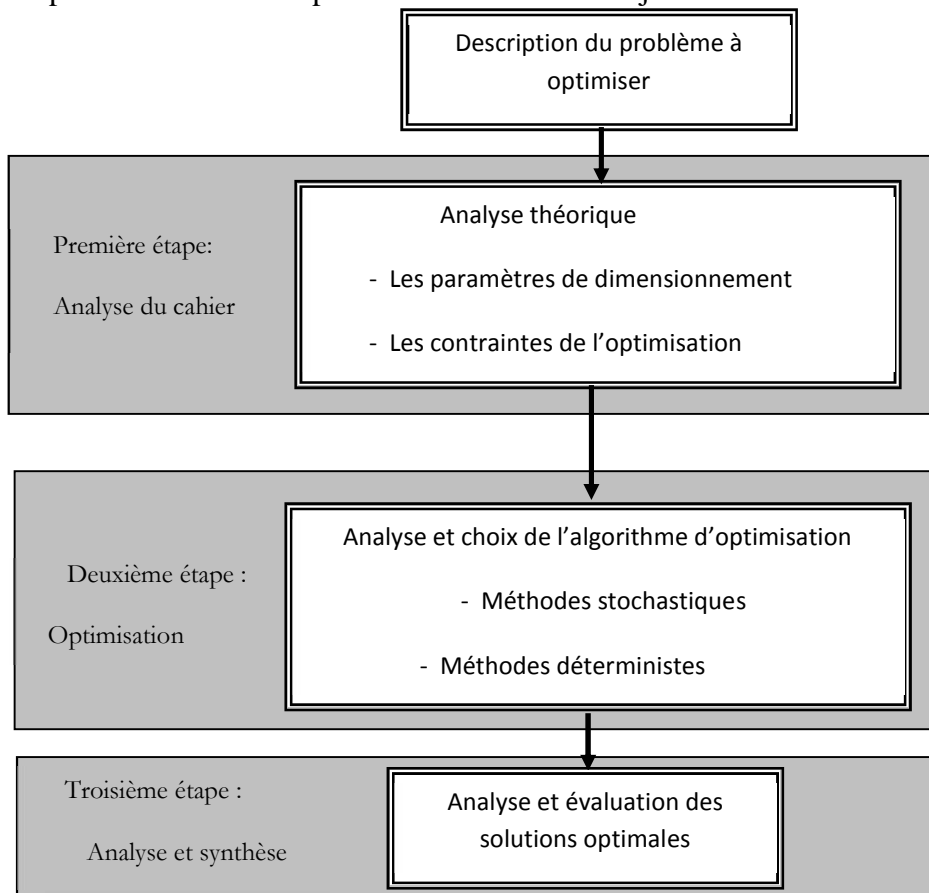 Description du problème à
optimiser
Première étape:
Analyse du cahier
Analyse théorique
- Les paramètres de dimensionnement
- Les contraintes de l’optimisation
Deuxième étape :
Optimisation
Analyse et choix de l’algorithme d’optimisation
- Méthodes stochastiques
- Méthodes déterministes
Troisième étape :
Analyse et synthèse
Analyse et évaluation des
solutions optimales